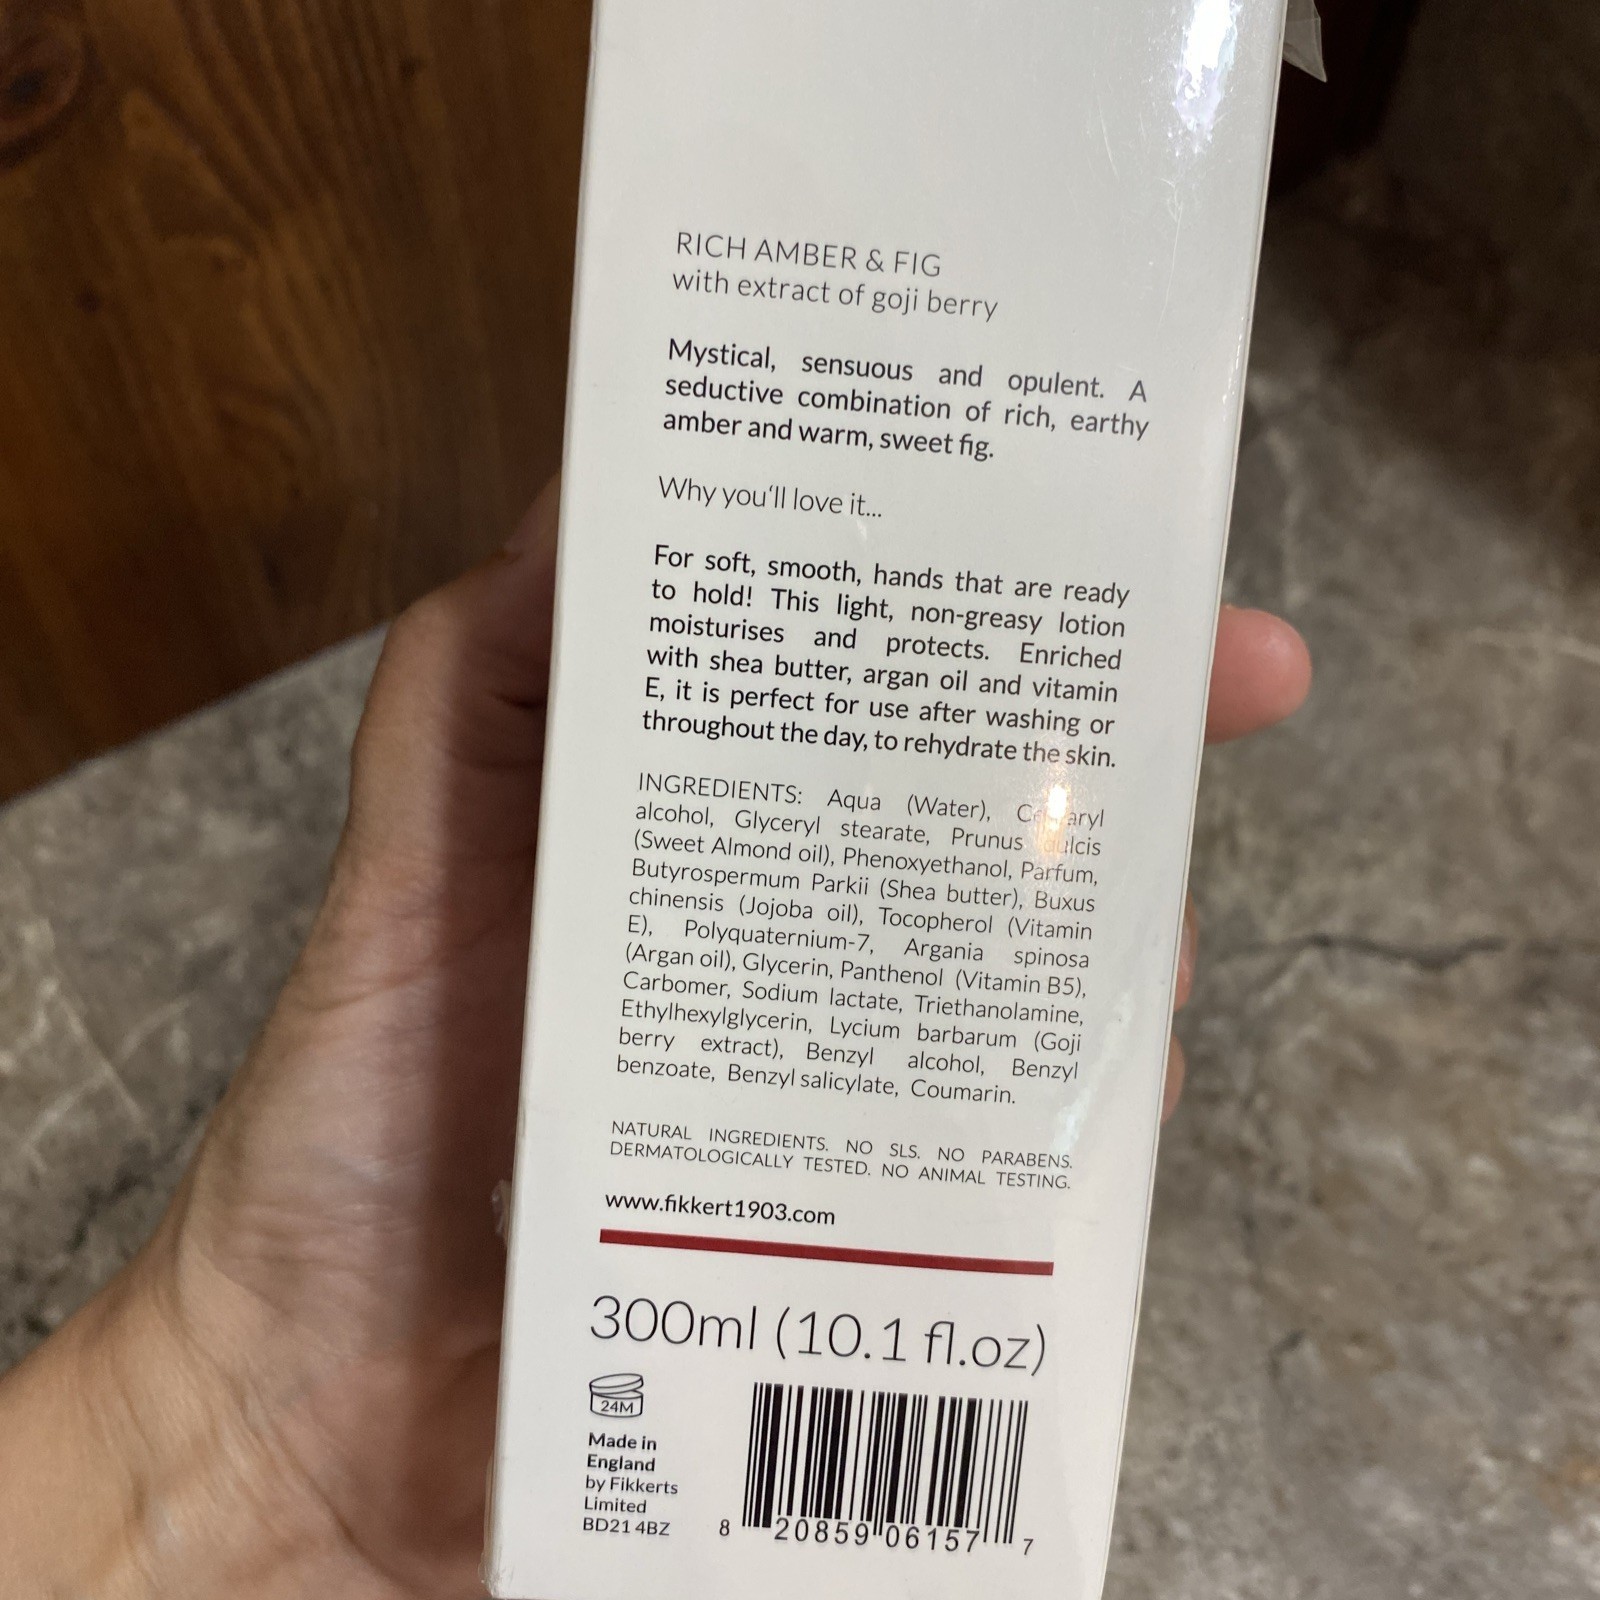 RICH AMBER & FIG
with extract of goji berry
Mystical, sensuous and opulent. A
seductive combination of rich, earthy
amber and warm, sweet fig.
Why you'll love it...
For soft, smooth, hands that are ready
to hold! This light, non-greasy lotion
moisturises and protects. Enriched
with shea butter, argan oil and vitamin
E, it is perfect for use after washing or
throughout the day, to rehydrate the skin.
INGREDIENTS: Aqua (Water),
alcohol, Glyceryl stearate, Prunus dulcis
(Sweet Almond oil), Phenoxyethanol, Parfum,
Butyrospermum Parkii (Shea butter), Buxus
chinensis (Jojoba oil), Tocopherol (Vitamin
E), Polyquaternium-7, Argania spinosa
(Argan oil), Glycerin, Panthenol (Vitamin B5),
Carbomer, Sodium lactate, Triethanolamine,
Ethylhexylglycerin, Lycium barbarum (Goji
berry extract), Benzyl alcohol, Benzyl
benzoate, Benzyl salicylate, Coumarin.
NATURAL INGREDIENTS. NO SLS. NO PARABENS.
DERMATOLOGICALLY TESTED. NO ANIMAL TESTING.
www.fikkert1903.com
300ml (10.1 fl.oz)
24M
Made in
England
by Fikkerts
Limited
BD21 4BZ
8 20859 06157 7